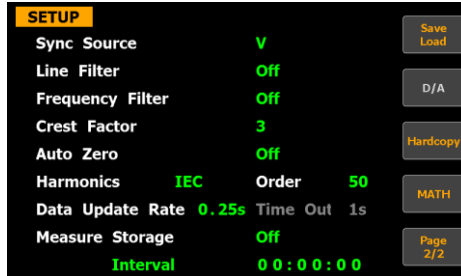 SETUP
Sync Source V
Line Filter Off
Frequency Filter Off
Crest Factor 3
Auto Zero Off
Harmonics IEC Order 50
Data Update Rate 0.25s Time Out 1s
Measure Storage Off
Interval 00:00:00
Save
Load
D/A
Hardcopy
MATH
Page
2/2